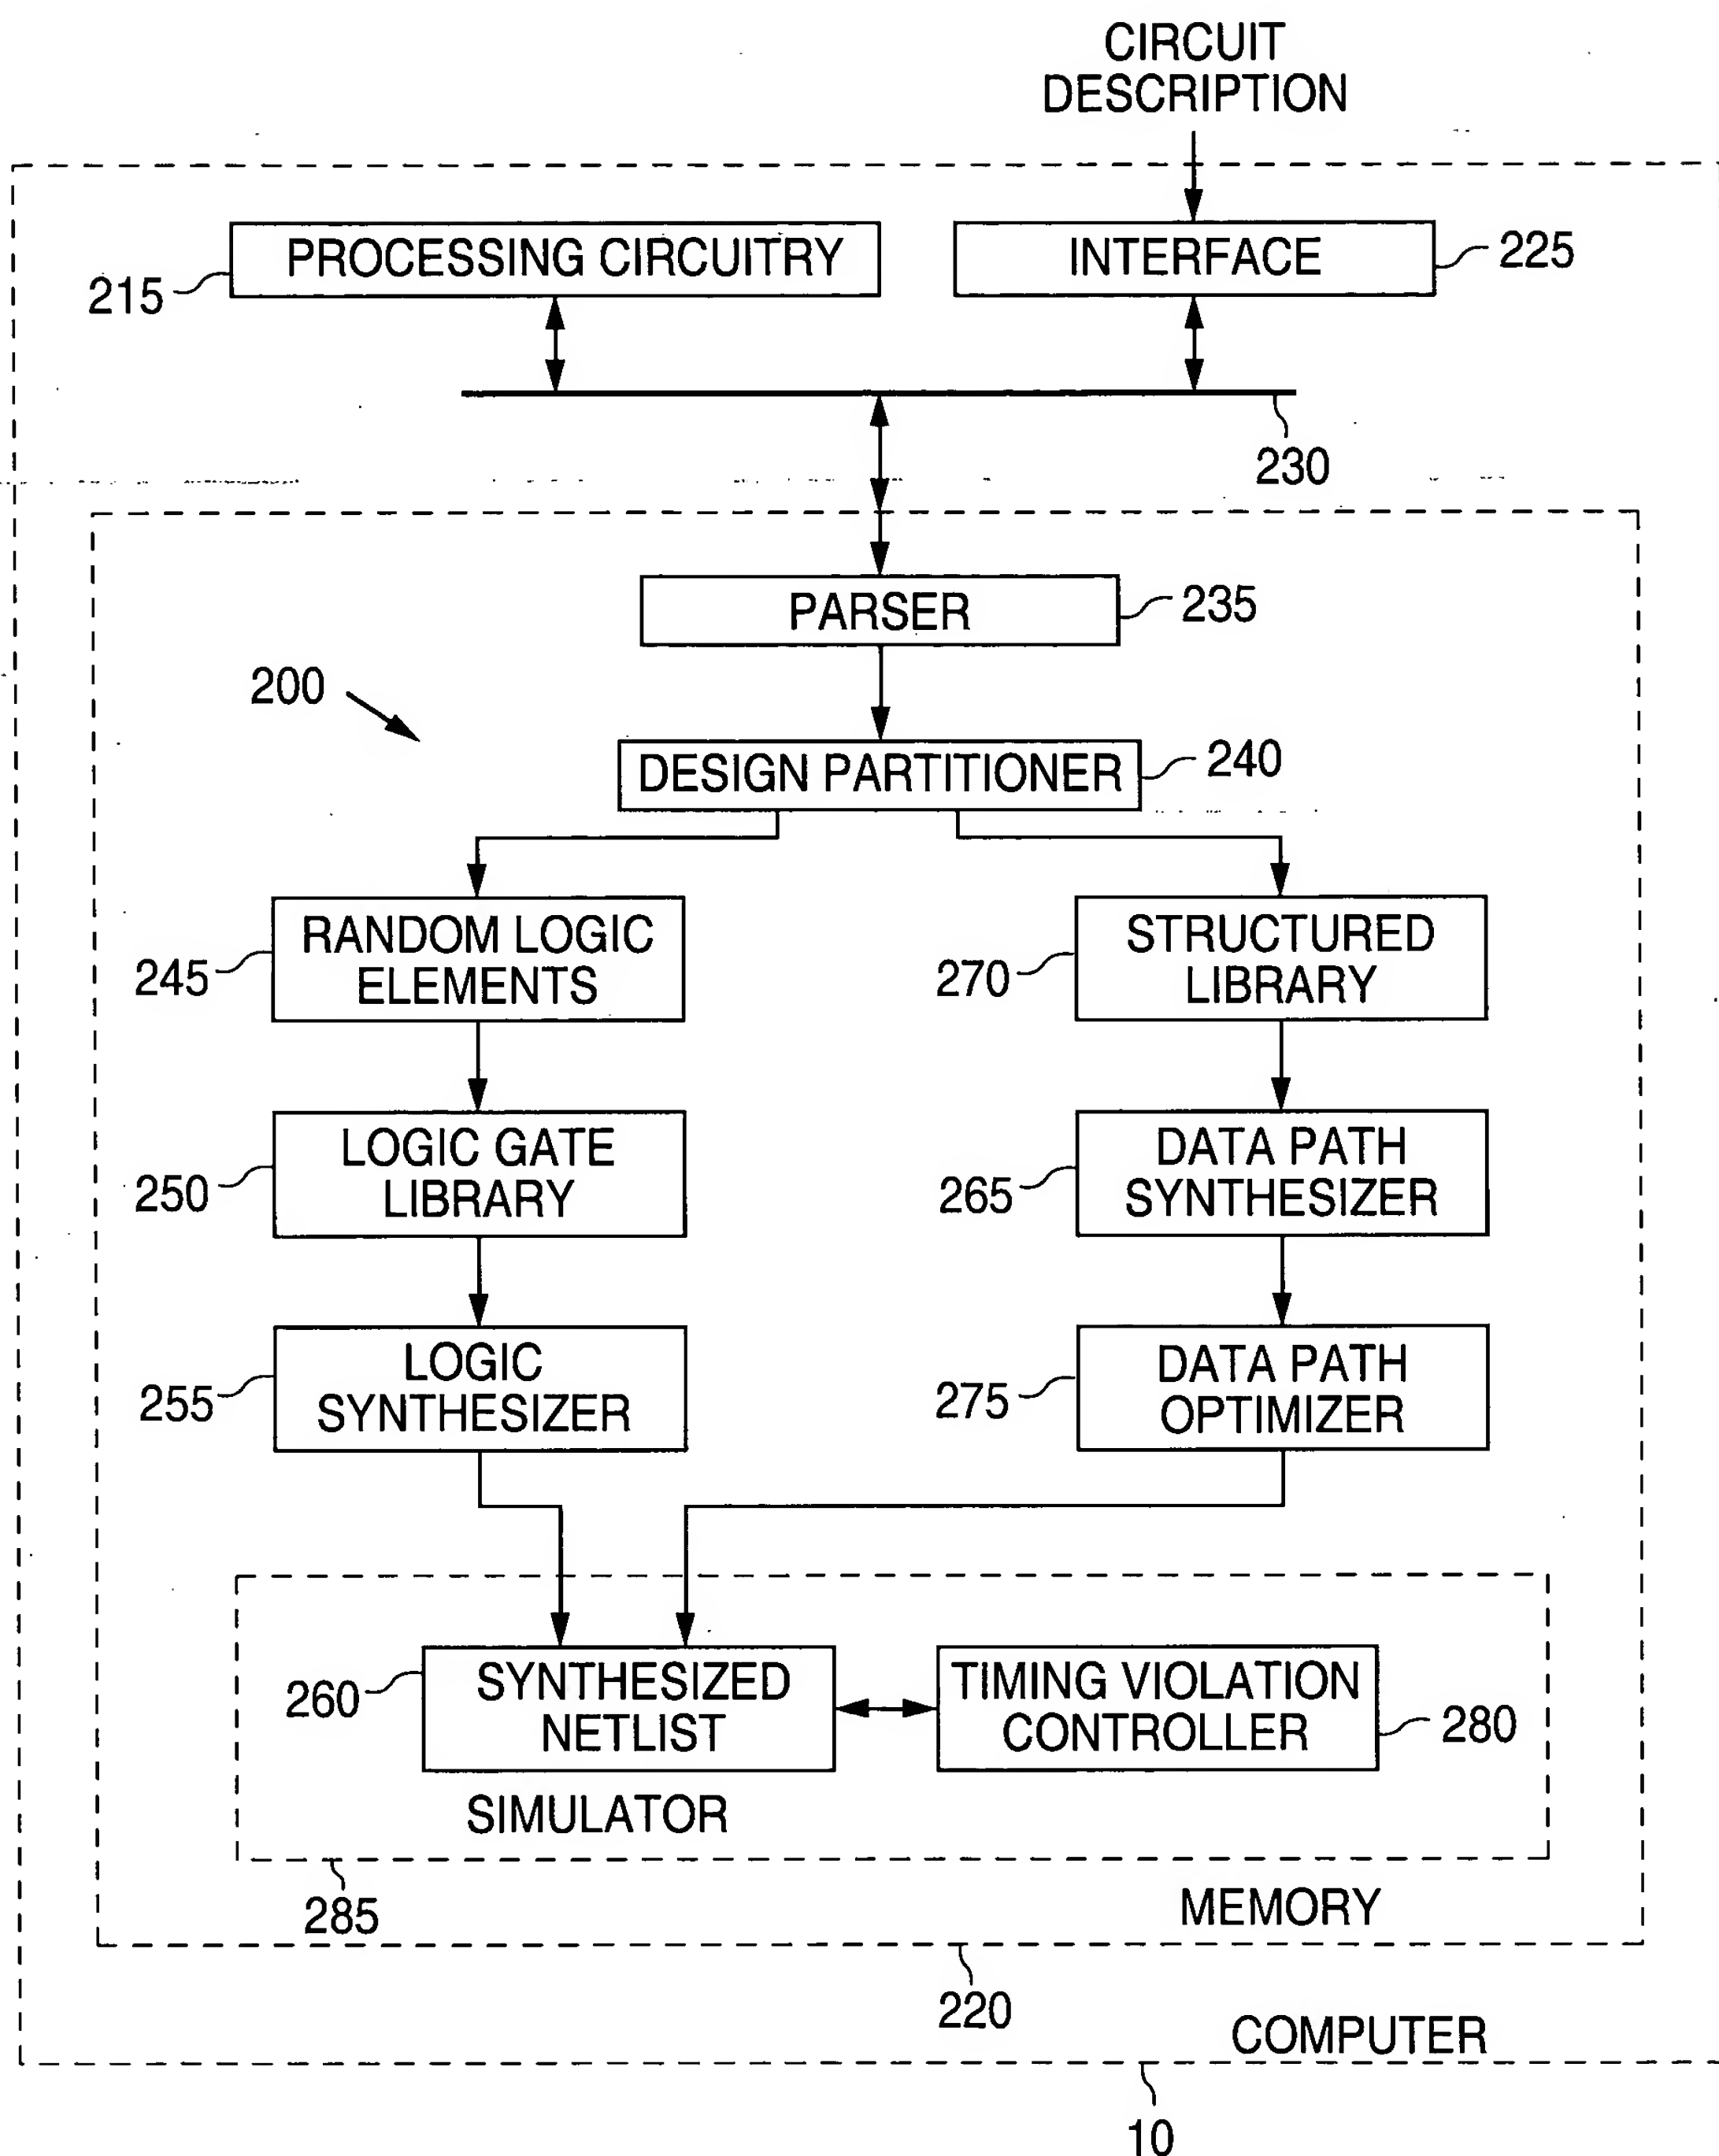 CIRCUIT
DESCRIPTION
PROCESSING CIRCUITRY
INTERFACE
215
225
230
PARSER
235
200
DESIGN PARTITIONER
240
RANDOM LOGIC
ELEMENTS
245
STRUCTURED
LIBRARY
270
LOGIC GATE
LIBRARY
250
DATA PATH
SYNTHESIZER
265
LOGIC
SYNTHESIZER
255
DATA PATH
OPTIMIZER
275
SYNTHESIZED
NETLIST
260
TIMING VIOLATION
CONTROLLER
280
SIMULATOR
285
MEMORY
220
COMPUTER
10